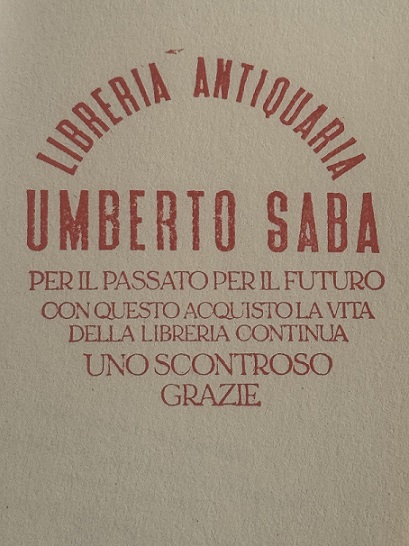 LIBRERIA ANTIQUARIA
UMBERTO SABA
PER IL PASSATO PER IL FUTURO
CON QUESTO ACQUISTO LA VITA
DELLA LIBRERIA CONTINUA
UNO SCONTROSO
GRAZIE